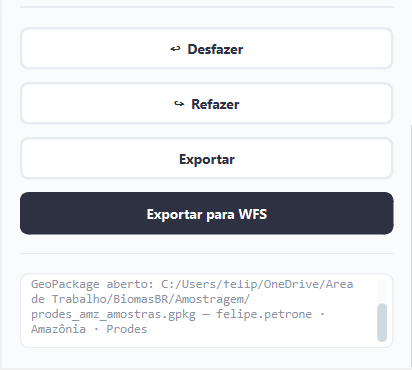 ↩ Desfazer
↪ Refazer
Exportar
Exportar para WFS
GeoPackage aberto: C:/Users/felip/OneDrive/Area
de Trabalho/BiomasBR/Amostragem/
prodes_amz_amostras.gpkg — felipe.petrone ·
Amazônia · Prodes